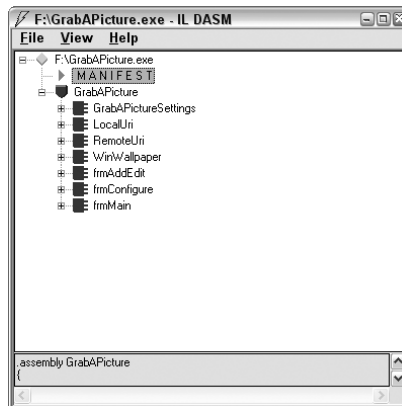 F:\GrabAPicture.exe - IL DASM
File View Help
F:\GrabAPicture.exe
MANIFEST
GrabAPicture
GrabAPictureSettings
LocalUri
RemoteUri
WinWallpaper
frmAddEdit
frmConfigure
frmMain
.assembly GrabAPicture
{